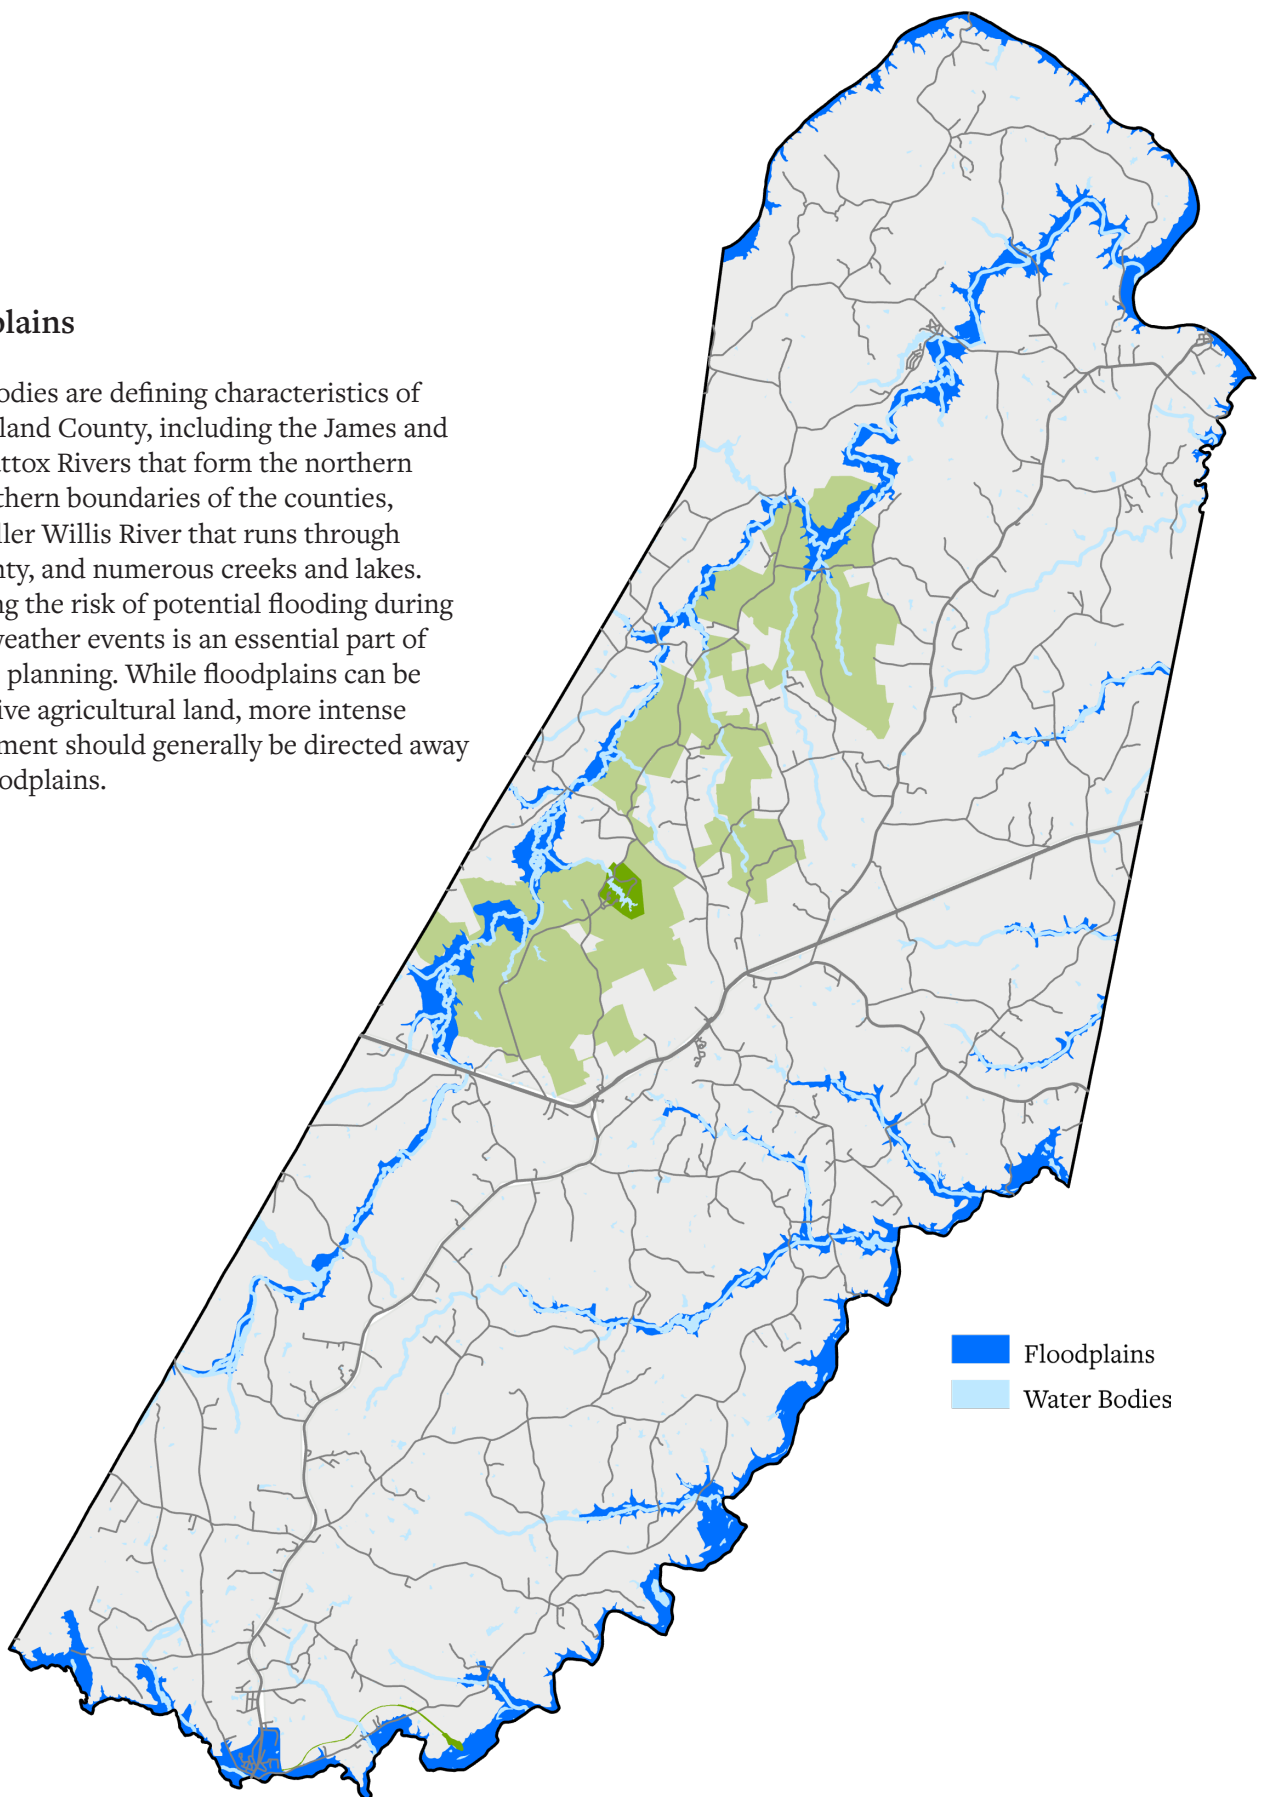 plains
odies are defining characteristics of
land County, including the James and
ttox Rivers that form the northern
thern boundaries of the counties,
ller Willis River that runs through
nty, and numerous creeks and lakes.
ng the risk of potential flooding during
weather events is an essential part of
planning. While floodplains can be
ive agricultural land, more intense
ment should generally be directed away
odplains.
Floodplains
Water Bodies